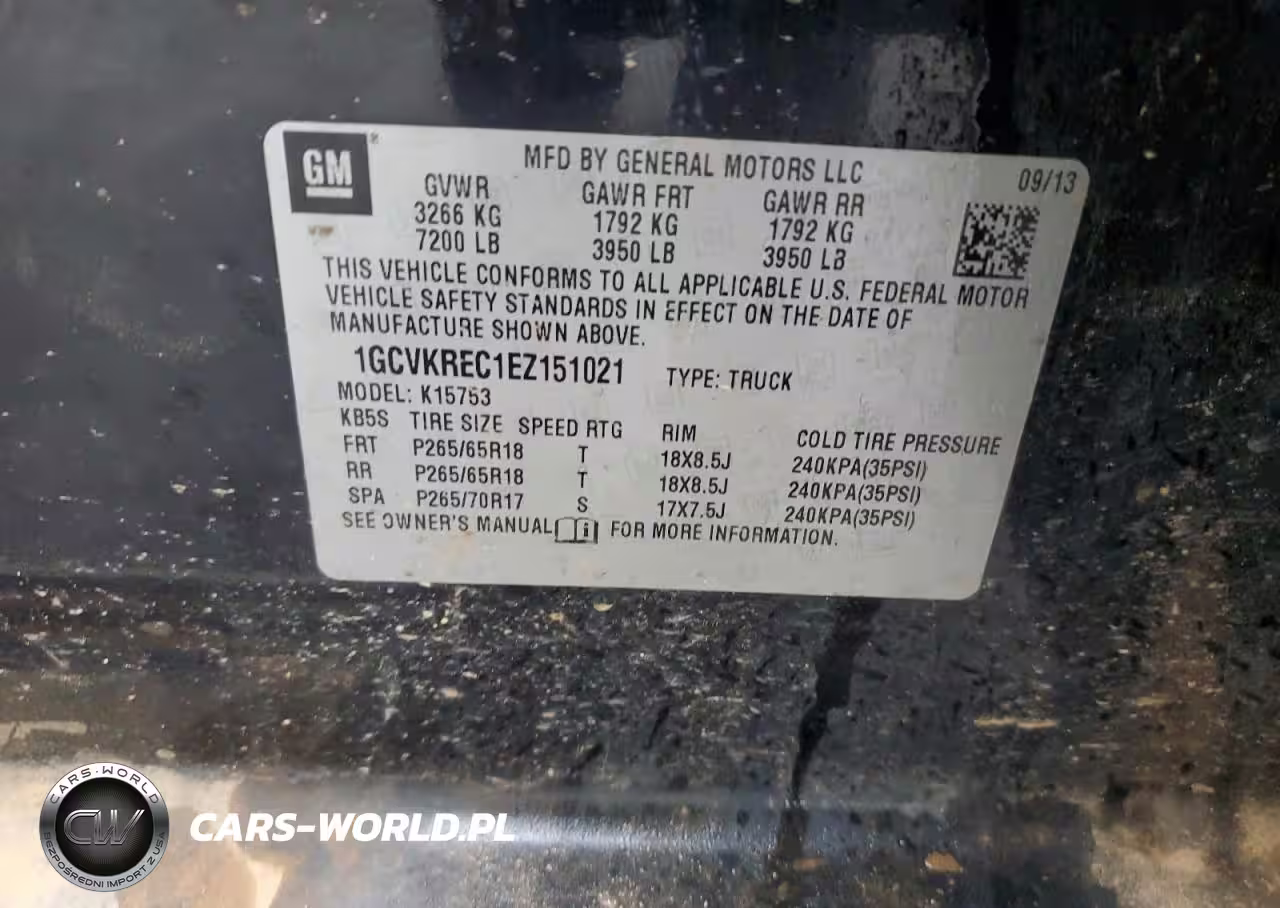 GM ®
MFD BY GENERAL MOTORS LLC 09/13
GVWR GAWR FRT GAWR RR
3266 KG 1792 KG 1792 KG
7200 LB 3950 LB 3950 LB
THIS VEHICLE CONFORMS TO ALL APPLICABLE U.S. FEDERAL MOTOR
VEHICLE SAFETY STANDARDS IN EFFECT ON THE DATE OF
MANUFACTURE SHOWN ABOVE.
1GCVKREC1EZ151021 TYPE: TRUCK
MODEL: K15753
KB5S TIRE SIZE SPEED RTG RIM COLD TIRE PRESSURE
FRT P265/65R18 T 18X8.5J 240KPA(35PSI)
RR P265/65R18 T 18X8.5J 240KPA(35PSI)
SPA P265/70R17 S 17X7.5J 240KPA(35PSI)
SEE OWNER'S MANUAL i FOR MORE INFORMATION.
CARS-WORLD
CW
BEZPOŚREDNI IMPORT Z USA
CARS-WORLD.PL